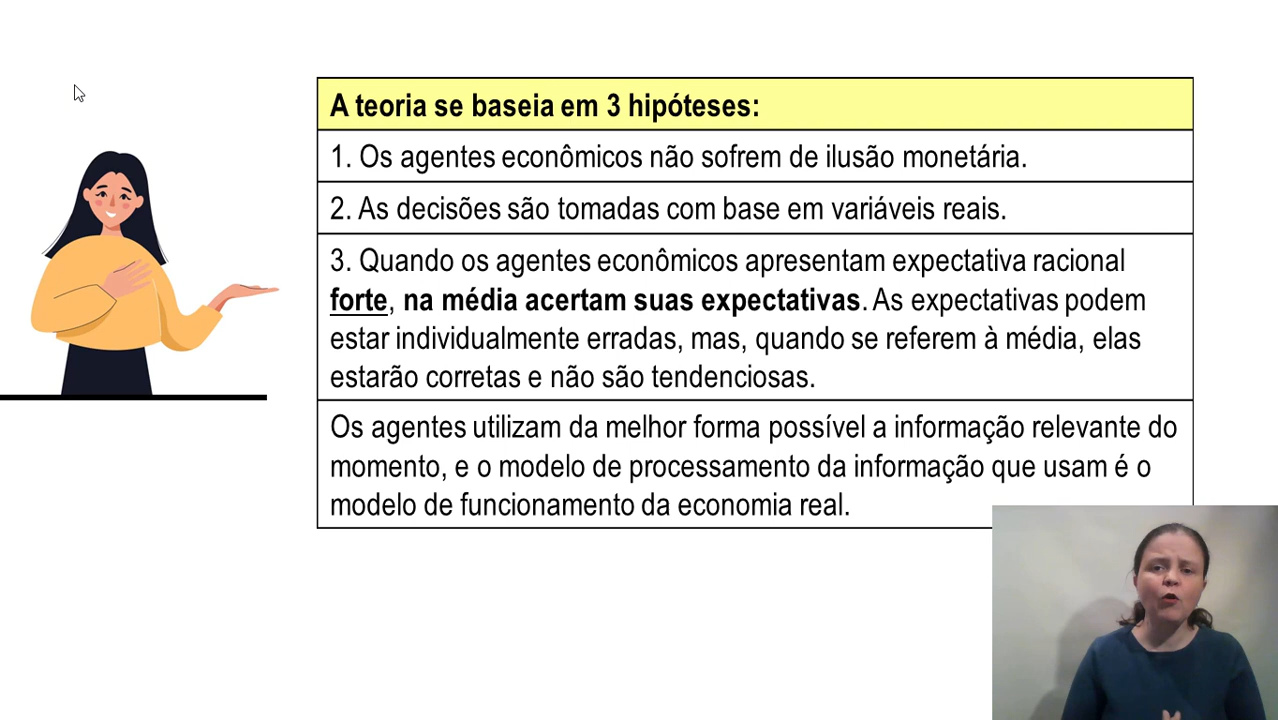 A teoria se baseia em 3 hipóteses:
1. Os agentes econômicos não sofrem de ilusão monetária.
2. As decisões são tomadas com base em variáveis reais.
3. Quando os agentes econômicos apresentam expectativa racional
forte, na média acertam suas expectativas. As expectativas podem
estar individualmente erradas, mas, quando se referem à média, elas
estarão corretas e não são tendenciosas.
Os agentes utilizam da melhor forma possível a informação relevante do
momento, e o modelo de processamento da informação que usam é o
modelo de funcionamento da economia real.